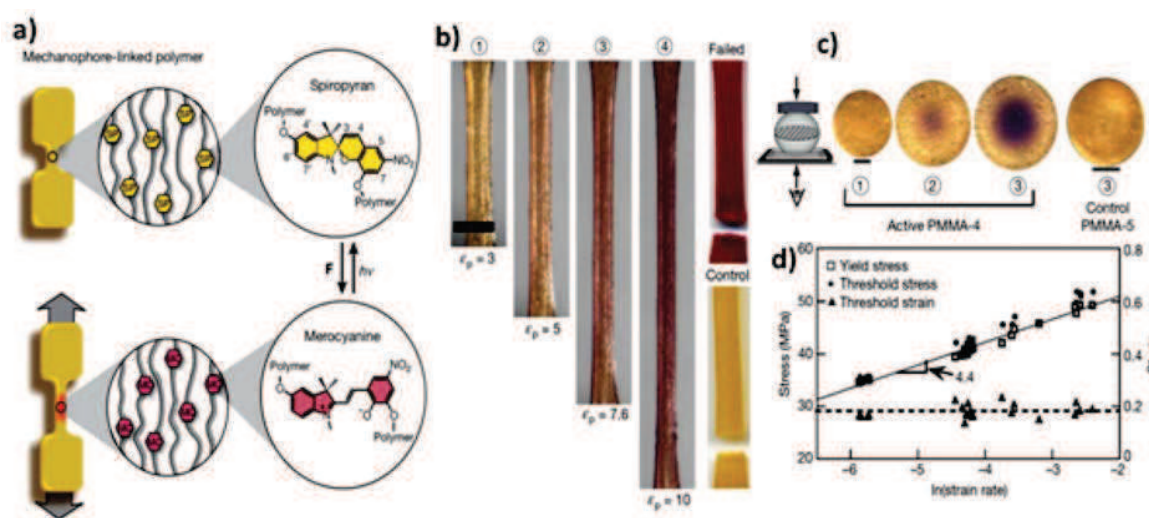 a)
Mechanophore-linked polymer
Spiropyran
Polymer
O
4'
3
4
5
6'
NO2
7'
7
O
Polymer
F
hν
Merocyanine
Polymer
O
NO2
O
O
Polymer
b)
①
②
③
④
Failed
εp = 3
εp = 5
εp = 7.6
εp = 10
Control
c)
①
②
③
③
Active PMMA-4
Control
PMMA-5
d)
□ Yield stress
• Threshold stress
▲ Threshold strain
Stress (MPa)
60
50
40
30
20
0.8
0.6
0.4
0.2
0
4.4
−6
−5
−4
−3
−2
ln(strain rate)